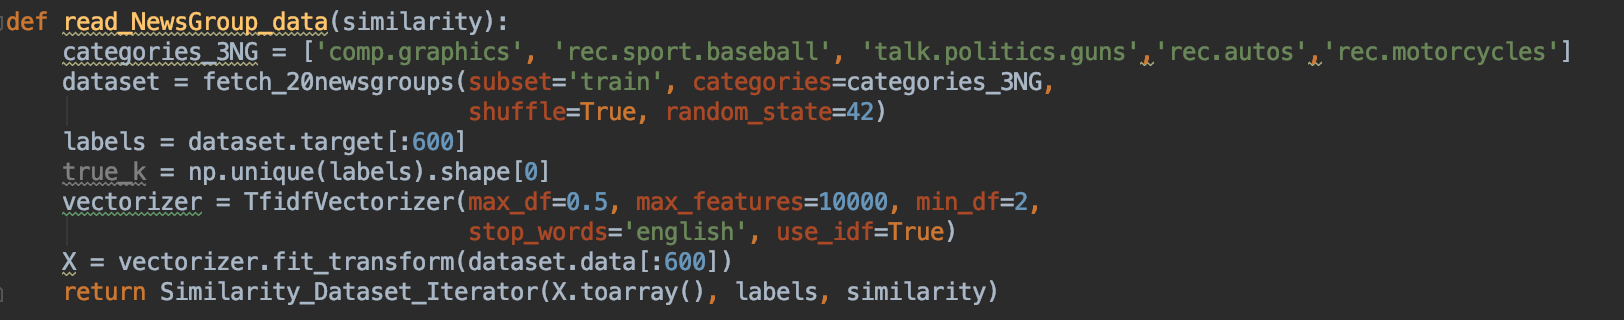 def read_NewsGroup_data(similarity):
    categories_3NG = ['comp.graphics', 'rec.sport.baseball', 'talk.politics.guns','rec.autos','rec.motorcycles']
    dataset = fetch_20newsgroups(subset='train', categories=categories_3NG,
                                 shuffle=True, random_state=42)
    labels = dataset.target[:600]
    true_k = np.unique(labels).shape[0]
    vectorizer = TfidfVectorizer(max_df=0.5, max_features=10000, min_df=2,
                                 stop_words='english', use_idf=True)
    X = vectorizer.fit_transform(dataset.data[:600])
    return Similarity_Dataset_Iterator(X.toarray(), labels, similarity)